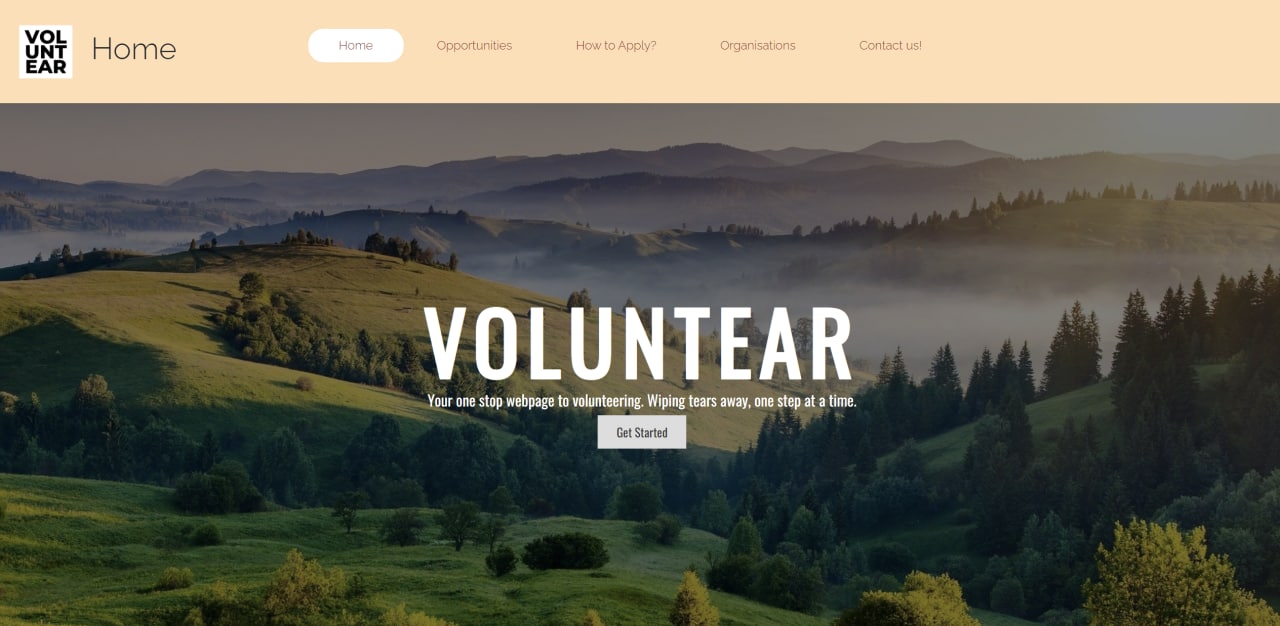 VOL
UNT
EAR
Home
Home Opportunities How to Apply? Organisations Contact us!
VOLUNTEAR
Your one stop webpage to volunteering. Wiping tears away, one step at a time.
Get Started